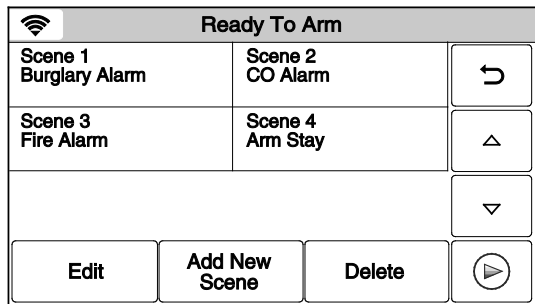 Ready To Arm
Scene 1
Burglary Alarm
Scene 2
CO Alarm
Scene 3
Fire Alarm
Scene 4
Arm Stay
Edit
Add New
Scene
Delete